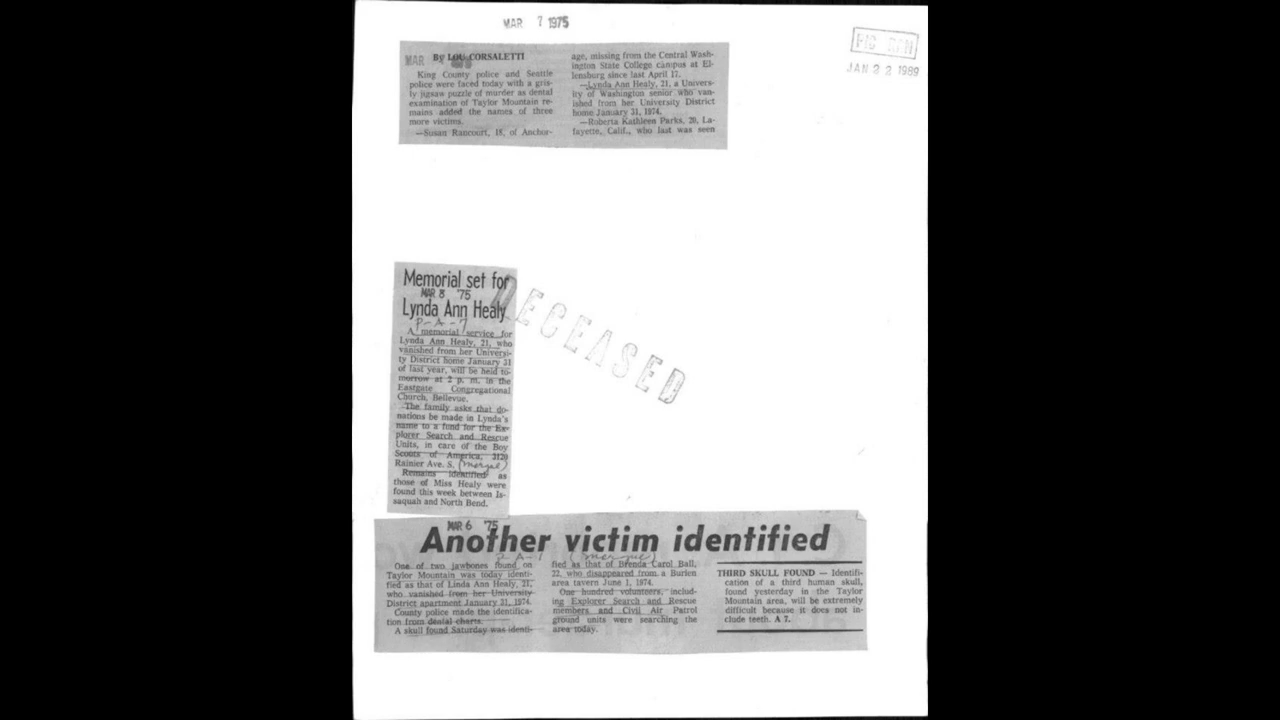 MAR 7 1975
JAN 22 1989
MAR By LOU CORSALETTI
King County police and Seattle
police were faced today with a gris-
ly jigsaw puzzle of murder as dental
examination of Taylor Mountain re-
mains added the names of three
more victims.
—Susan Rancourt, 18, of Anchor-
age, missing from the Central Wash-
ington State College campus at El-
lensburg since last April 17.
—Lynda Ann Healy, 21, a Univers-
ity of Washington senior who van-
ished from her University District
home January 31, 1974.
—Roberta Kathleen Parks, 20, La-
fayette, Calif., who last was seen
Memorial set for
MAR 8 '75
Lynda Ann Healy
P-A-7
A memorial service for
Lynda Ann Healy, 21, who
vanished from her Universi-
ty District home January 31
of last year, will be held to-
morrow at 2 p. m. in the
Eastgate Congregational
Church, Bellevue.
The family asks that do-
nations be made in Lynda's
name to a fund for the Ex-
plorer Search and Rescue
Units, in care of the Boy
Scouts of America, 3120
Rainier Ave. S. (morgue)
Remains identified as
those of Miss Healy were
found this week between Is-
saquah and North Bend.
DECEASED
MAR 6 '75
Another victim identified
P-A-1 (morgue)
One of two jawbones found on
Taylor Mountain was today identi-
fied as that of Linda Ann Healy, 21,
who vanished from her University
District apartment January 31, 1974.
County police made the identifica-
tion from denial charts.
A skull found Saturday was identi-
fied as that of Brenda Carol Ball,
22, who disappeared from a Burien
area tavern June 1, 1974.
One hundred volunteers, includ-
ing Explorer Search and Rescue
members and Civil Air Patrol
ground units were searching the
area today.
THIRD SKULL FOUND — Identifi-
cation of a third human skull,
found yesterday in the Taylor
Mountain area, will be extremely
difficult because it does not in-
clude teeth. A 7.